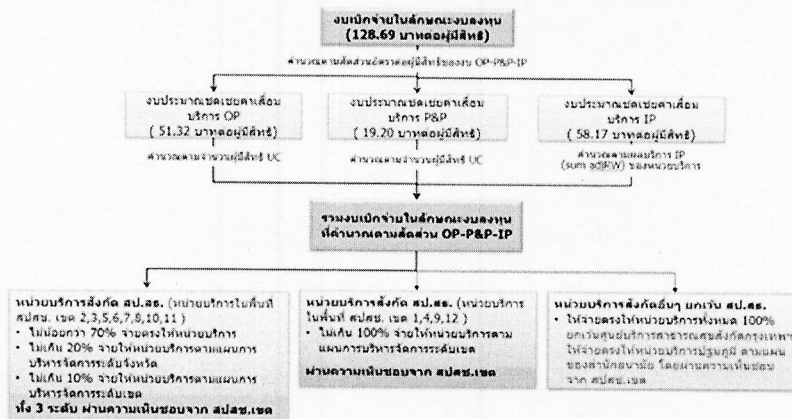 งบเบิกจ่ายในลักษณะงบลงทุน
(128.69 บาทต่อผู้มีสิทธิ)
คำนวณตามสัดส่วนอัตราต่อผู้มีสิทธิของงบ OP-P&P-IP
งบประมาณชดเชยค่าเสื่อม
บริการ OP
( 51.32 บาทต่อผู้มีสิทธิ)
งบประมาณชดเชยค่าเสื่อม
บริการ P&P
( 19.20 บาทต่อผู้มีสิทธิ)
งบประมาณชดเชยค่าเสื่อม
บริการ IP
( 58.17 บาทต่อผู้มีสิทธิ)
คำนวณตามจำนวนผู้มีสิทธิ UC
คำนวณตามจำนวนผู้มีสิทธิ UC
คำนวณตามผลบริการ IP
(sum adjRW) ของหน่วยบริการ
รวมงบเบิกจ่ายในลักษณะงบลงทุน
ที่คำนวณตามสัดส่วน OP-P&P-IP
หน่วยบริการสังกัด สป.สธ. (หน่วยบริการในพื้นที่
สปสช. เขต 2,3,5,6,7,8,10,11 )
• ไม่น้อยกว่า 70% จ่ายตรงให้หน่วยบริการ
• ไม่เกิน 20% จ่ายให้หน่วยบริการตามแผนการ
บริหารจัดการระดับจังหวัด
• ไม่เกิน 10% จ่ายให้หน่วยบริการตามแผนการ
บริหารจัดการระดับเขต
ทั้ง 3 ระดับ ผ่านความเห็นชอบจาก สปสช.เขต
หน่วยบริการสังกัด สป.สธ. (หน่วยบริการ
ในพื้นที่ สปสช. เขต 1,4,9,12 )
• ไม่เกิน 100% จ่ายให้หน่วยบริการตาม
แผนการบริหารจัดการระดับเขต
ผ่านความเห็นชอบจาก สปสช.เขต
หน่วยบริการสังกัดอื่นๆ ยกเว้น สป.สธ.
• ให้จ่ายตรงให้หน่วยบริการทั้งหมด 100%
ยกเว้นศูนย์บริการสาธารณสุขสังกัดกรุงเทพฯ
ให้จ่ายตรงให้หน่วยบริการปฐมภูมิ ตามแผน
ของสำนักอนามัย โดยผ่านความเห็นชอบ
จาก สปสช.เขต